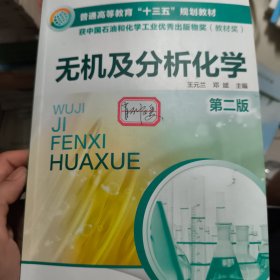 普通高等教育“十三五”规划教材
获中国石油和化学工业优秀出版物奖（教材奖）
无机及分析化学
第二版
王元兰 邓斌 主编
WUJI
JI
FENXI
HUAXUE